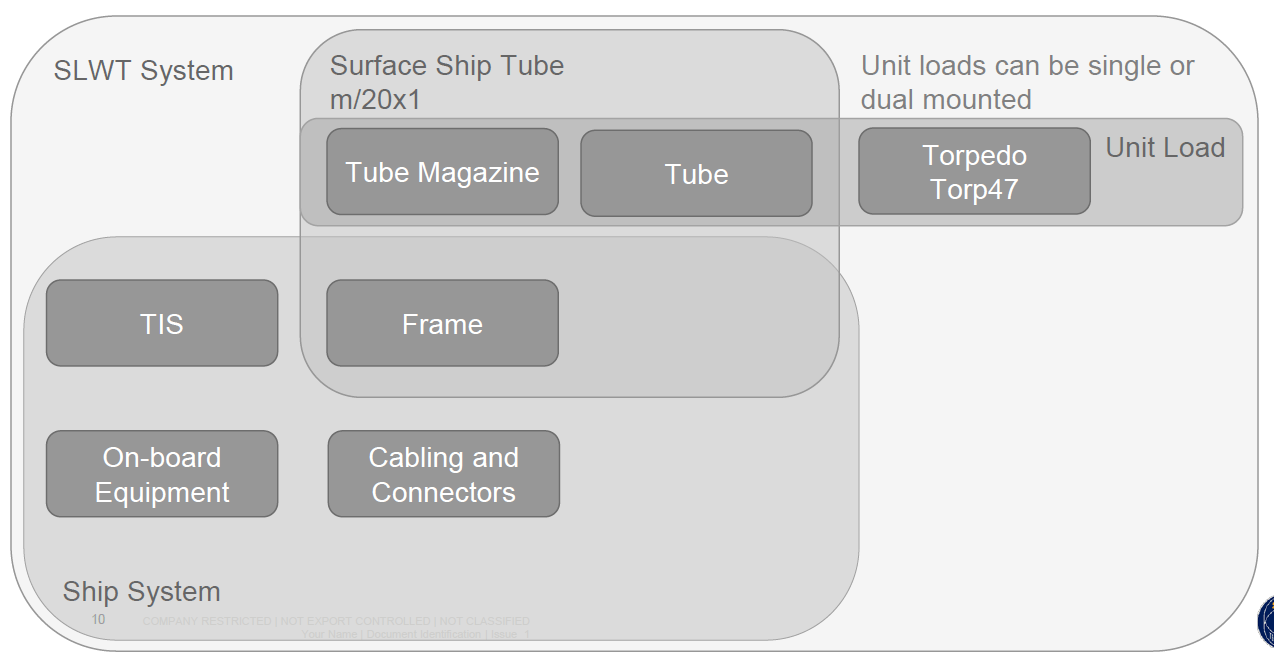 SLWT System
Surface Ship Tube
m/20x1
Unit loads can be single or
dual mounted
Tube Magazine
Tube
Torpedo
Torp47
Unit Load
TIS
Frame
On-board
Equipment
Cabling and
Connectors
Ship System
10
COMPANY RESTRICTED | NOT EXPORT CONTROLLED | NOT CLASSIFIED
Your Name | Document Identification | Issue 1